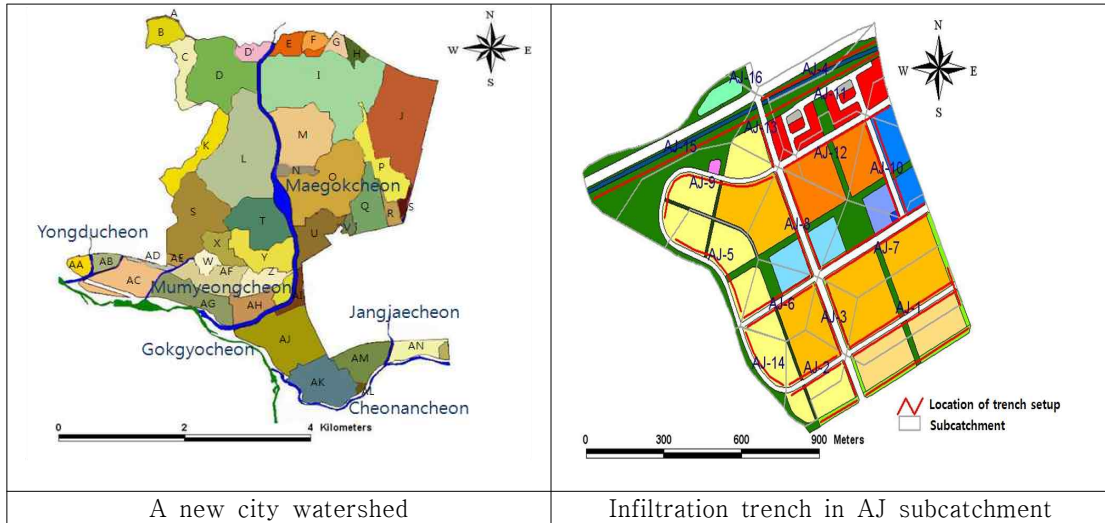 A
B
C
D
D'
E
F
G
H
I
J
K
L
M
N
O
P
Q
R
S
S
T
U
V
X
Y
W
Z
Maegokcheon
Yongducheon
AA
AB
AC
AD
AE
AF
AG
AH
AI
Mumyeongcheon
Gokgyocheon
Jangjaecheon
AJ
AK
AL
AM
AN
Cheonancheon
N
W E
S
0 2 4 Kilometers
AJ-16
AJ-4
AJ-11
AJ-13
AJ-15
AJ-12
AJ-10
AJ-9
AJ-8
AJ-7
AJ-5
AJ-6
AJ-3
AJ-1
AJ-14
AJ-2
N
W E
S
Location of trench setup
Subcatchment
0 300 600 900 Meters
A new city watershed
Infiltration trench in AJ subcatchment